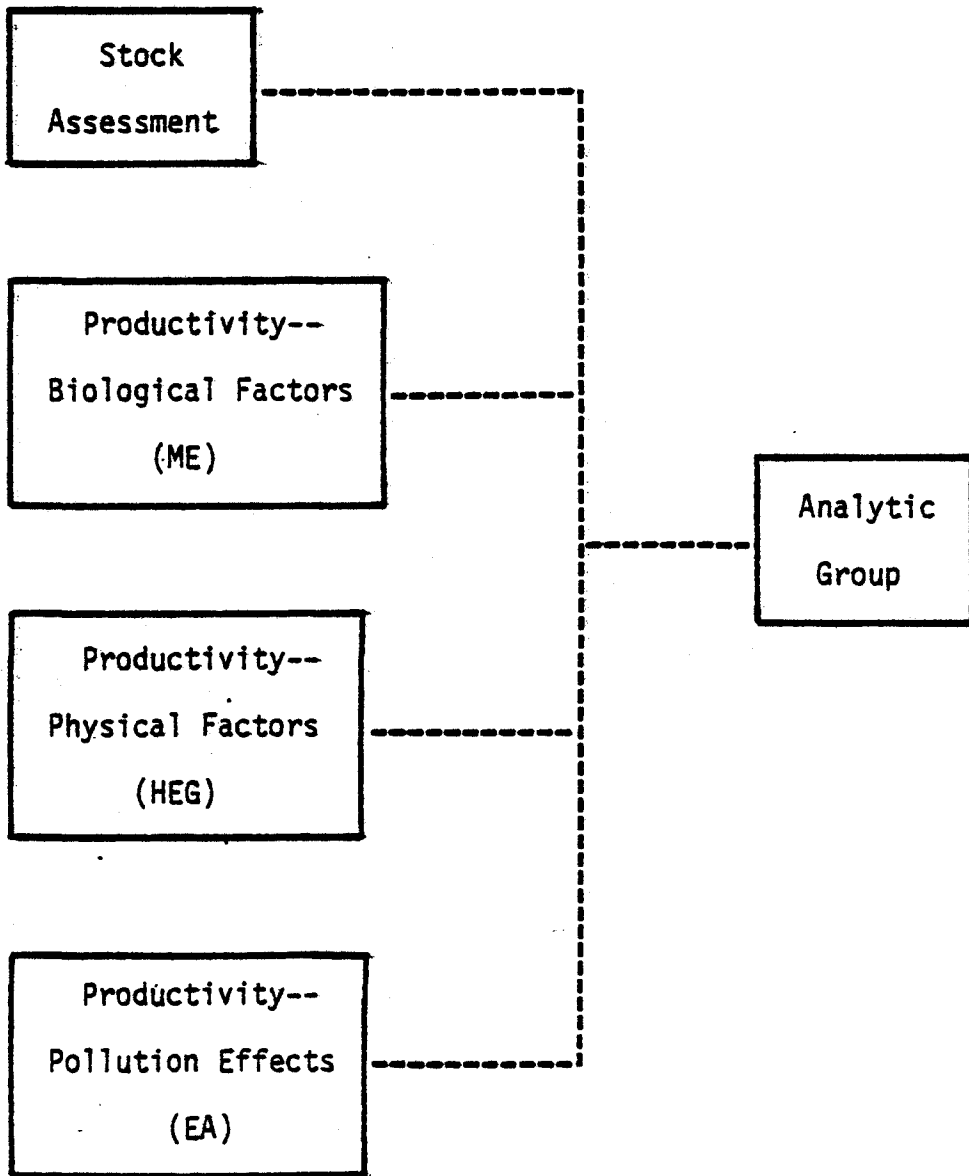 Stock
Assessment
Productivity--
Biological Factors
(ME)
Analytic
Group
Productivity--
Physical Factors
(HEG)
Productivity--
Pollution Effects
(EA)